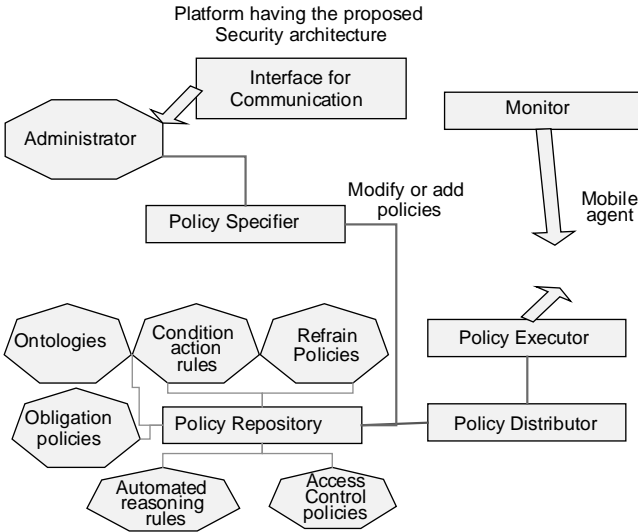 Platform having the proposed
Security architecture
Interface for
Communication
Monitor
Administrator
Modify or add
policies
Mobile
agent
Policy Specifier
Ontologies
Condition
action
rules
Refrain
Policies
Policy Executor
Obligation
policies
Policy Repository
Policy Distributor
Automated
reasoning
rules
Access
Control
policies